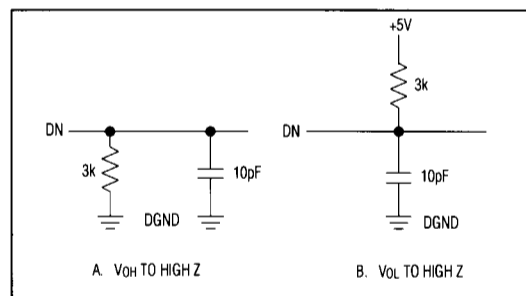 +5V
3k
DN
DN
3k
10pF
10pF
DGND
DGND
A. VOH TO HIGH Z
B. VOL TO HIGH Z